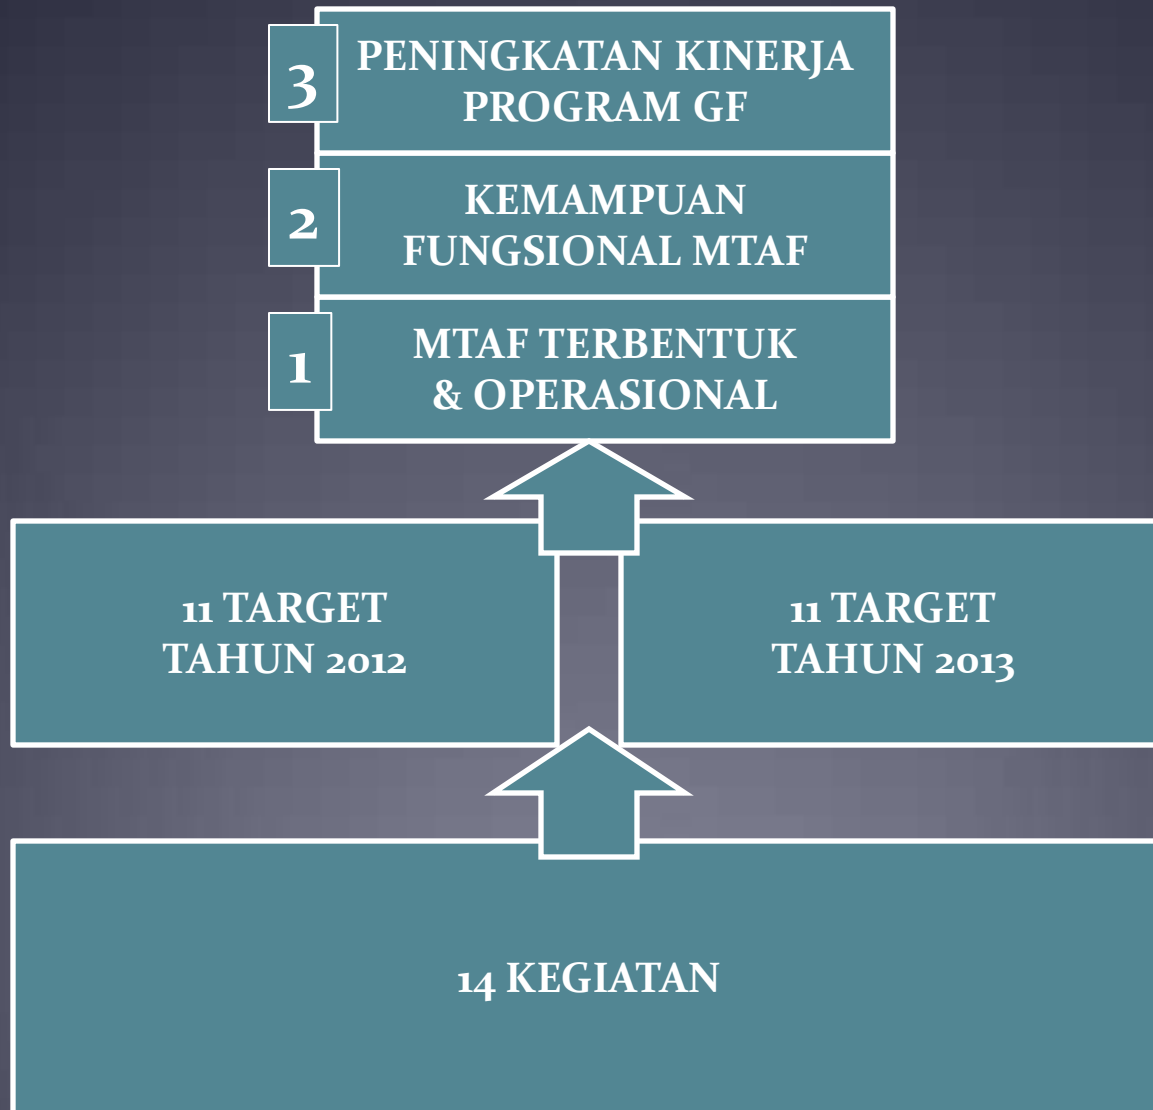 3
PENINGKATAN KINERJA
PROGRAM GF
2
KEMAMPUAN
FUNGSIONAL MTAF
1
MTAF TERBENTUK
& OPERASIONAL
11 TARGET
TAHUN 2012
11 TARGET
TAHUN 2013
14 KEGIATAN